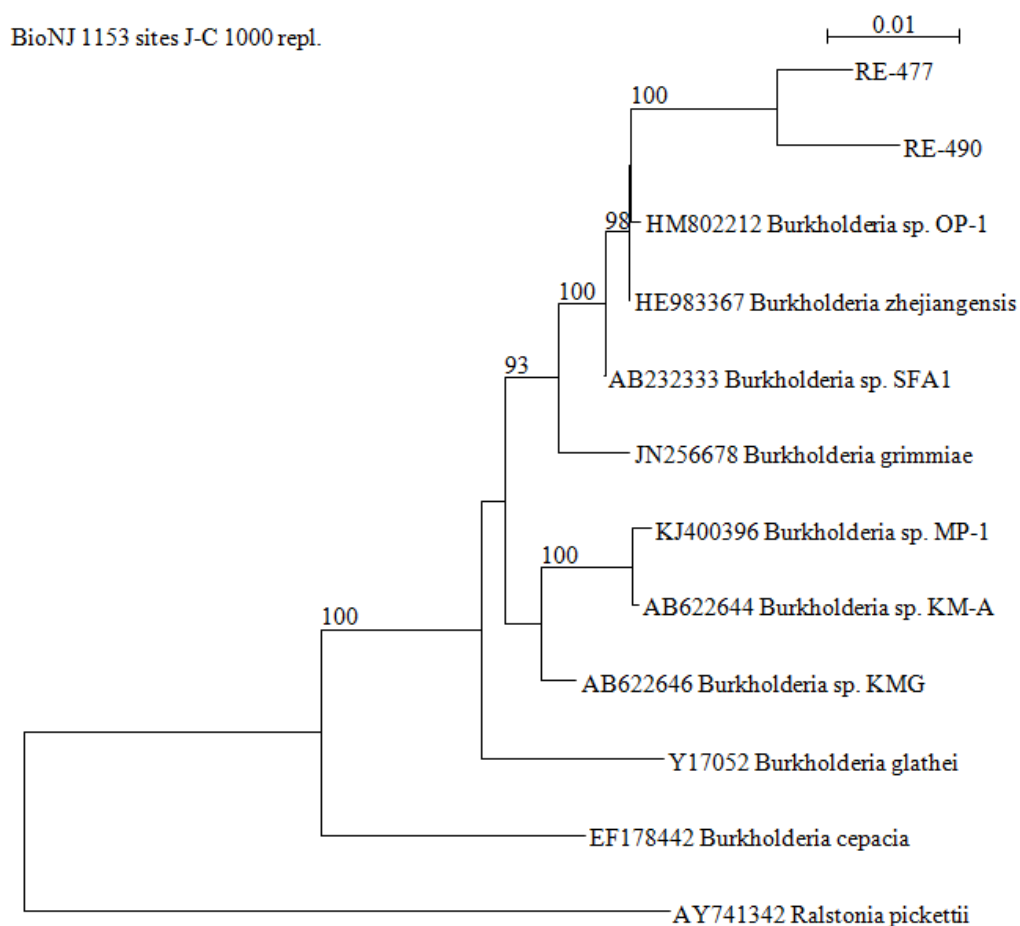 BioNJ 1153 sites J-C 1000 repl.
0.01
RE-477
100
RE-490
98
HM802212 Burkholderia sp. OP-1
100
HE983367 Burkholderia zhejiangensis
93
AB232333 Burkholderia sp. SFA1
JN256678 Burkholderia grimmiae
KJ400396 Burkholderia sp. MP-1
100
AB622644 Burkholderia sp. KM-A
100
AB622646 Burkholderia sp. KMG
Y17052 Burkholderia glathei
EF178442 Burkholderia cepacia
AY741342 Ralstonia pickettii